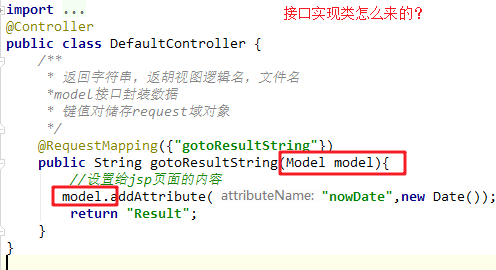 import ...
接口实现类怎么来的?
@Controller
public class DefaultController {
/**
* 返回字符串，返胡视图逻辑名，文件名
*model接口封装数据
* 键值对储存request域对象
*/
@RequestMapping({"gotoResultString"})
public String gotoResultString(Model model){
//设置给jsp页面的内容
model.addAttribute( attributeName: "nowDate",new Date());
return "Result";
}
}